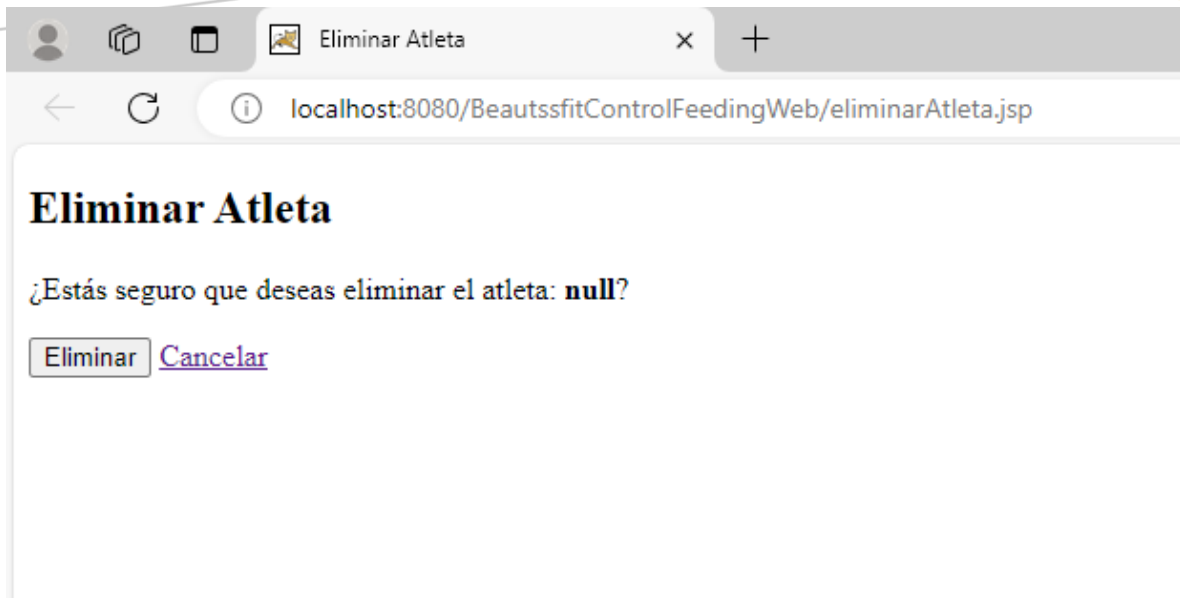 Eliminar Atleta
localhost:8080/BeautssfitControlFeedingWeb/eliminarAtleta.jsp
Eliminar Atleta
¿Estás seguro que deseas eliminar el atleta: null?
Eliminar Cancelar